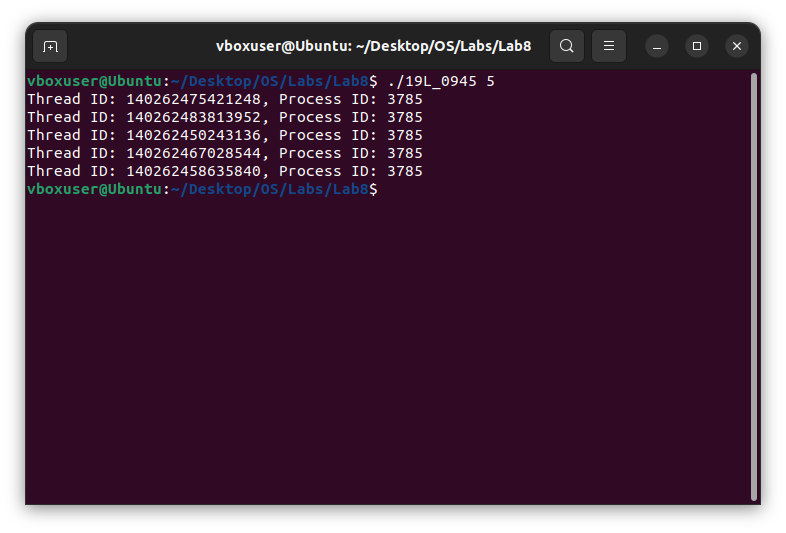 vboxuser@Ubuntu: ~/Desktop/OS/Labs/Lab8
vboxuser@Ubuntu:~/Desktop/OS/Labs/Lab8$ ./19L_0945 5
Thread ID: 140262475421248, Process ID: 3785
Thread ID: 140262483813952, Process ID: 3785
Thread ID: 140262450243136, Process ID: 3785
Thread ID: 140262467028544, Process ID: 3785
Thread ID: 140262458635840, Process ID: 3785
vboxuser@Ubuntu:~/Desktop/OS/Labs/Lab8$